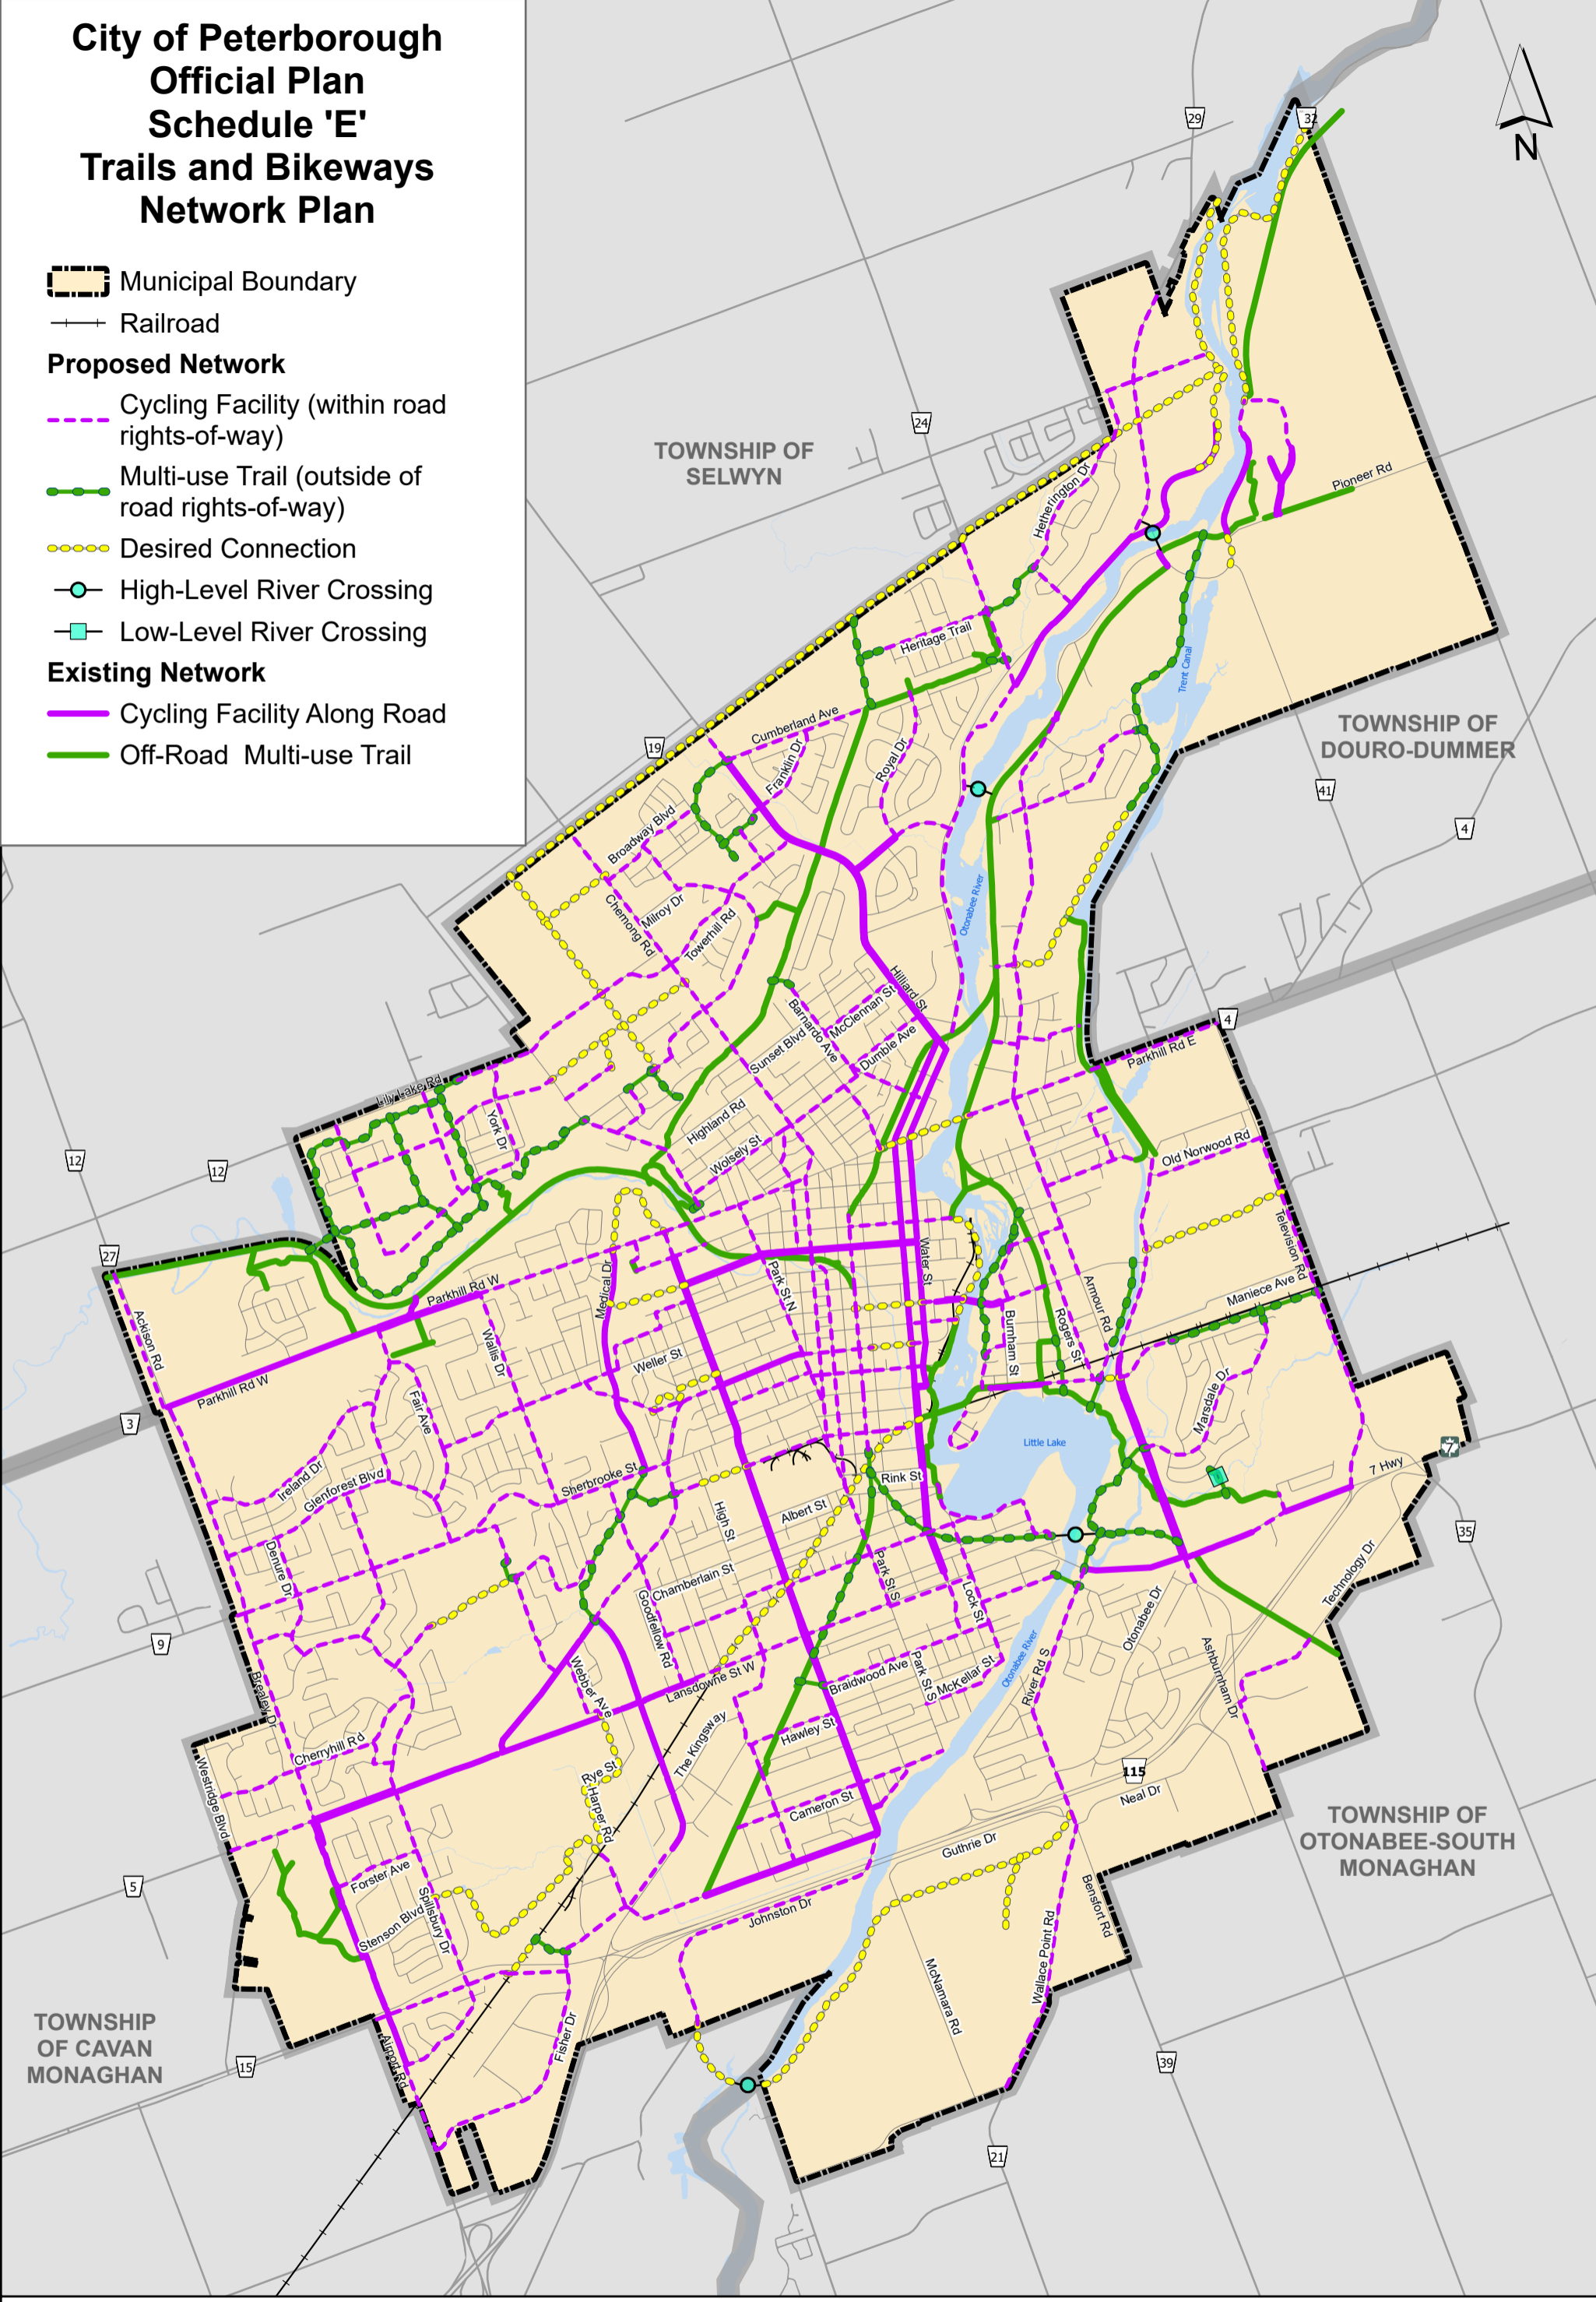 City of Peterborough
Official Plan
Schedule 'E'
Trails and Bikeways
Network Plan
Municipal Boundary
Railroad
Proposed Network
Cycling Facility (within road
rights-of-way)
Multi-use Trail (outside of
road rights-of-way)
Desired Connection
High-Level River Crossing
Low-Level River Crossing
Existing Network
Cycling Facility Along Road
Off-Road Multi-use Trail
N
29
32
24
TOWNSHIP OF
SELWYN
Pioneer Rd
Hetherington Dr
Heritage Trail
Trent Canal
TOWNSHIP OF
DOURO-DUMMER
19
Cumberland Ave
Franklin Dr
Royal Dr
41
4
Broadway Blvd
Chemong Rd
Milroy Dr
Towerhill Rd
Otonabee River
Hilliard St
McClennan St
Barnardo Ave
Sunset Blvd
Dumble Ave
4
Parkhill Rd E
Lily Lake Rd
York Dr
Highland Rd
Wolsely St
Old Norwood Rd
12
12
27
Television Rd
Ackison Rd
Parkhill Rd W
Medical Dr
Park St N
Water St
Armour Rd
Maniece Ave
Burnham St
Rogers St
Wallis Dr
Weller St
Parkhill Rd W
Fair Ave
Marsdale Dr
3
Little Lake
7
7 Hwy
Ireland Dr
Glenforest Blvd
Sherbrooke St
Rink St
High St
Albert St
35
Denure Dr
Chamberlain St
Goodfellow Rd
Park St S
Lock St
Technology Dr
Otonabee Dr
9
Brealey Dr
Webber Ave
Lansdowne St W
Braidwood Ave
Park St S
McKellar St
Otonabee River
River Rd S
Ashburnham Dr
Cherryhill Rd
Westridge Blvd
The Kingsway
Hawley St
Rye St
Harper Rd
Cameron St
115
Neal Dr
TOWNSHIP OF
OTONABEE-SOUTH
MONAGHAN
Guthrie Dr
5
Forster Ave
Spillsbury Dr
Stenson Blvd
Johnston Dr
Bensfort Rd
Wallace Point Rd
McNamara Rd
TOWNSHIP
OF CAVAN
MONAGHAN
15
Airport Rd
Fisher Dr
39
21